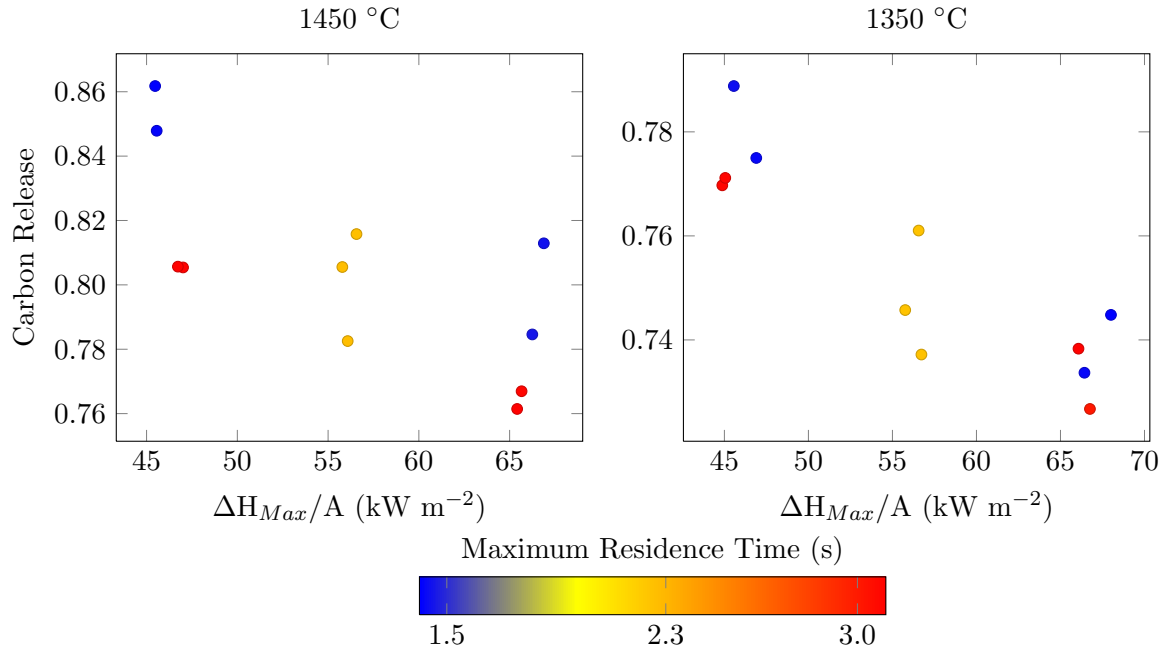 1450 °C
1350 °C
0.86
0.84
0.82
0.80
0.78
0.76
Carbon Release
45 50 55 60 65
ΔH_Max/A (kW m⁻²)
0.78
0.76
0.74
45 50 55 60 65 70
ΔH_Max/A (kW m⁻²)
Maximum Residence Time (s)
1.5 2.3 3.0